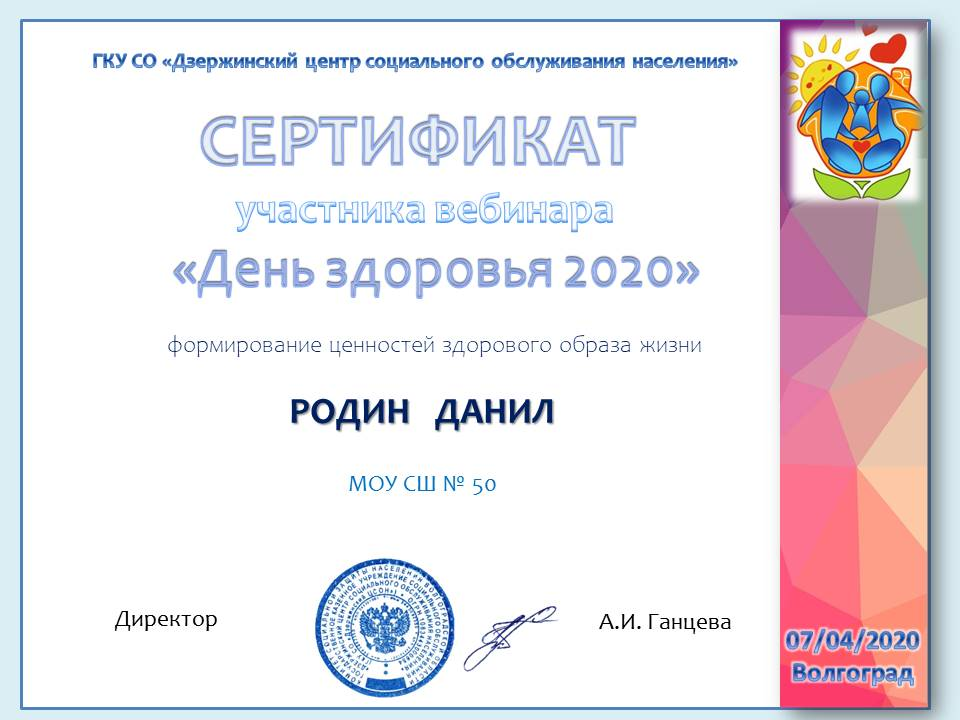 ГКУ СО «Дзержинский центр социального обслуживания населения»
СЕРТИФИКАТ
участника вебинара
«День здоровья 2020»
формирование ценностей здорового образа жизни
РОДИН ДАНИЛ
МОУ СШ № 50
Директор
А.И. Ганцева
07/04/2020
Волгоград